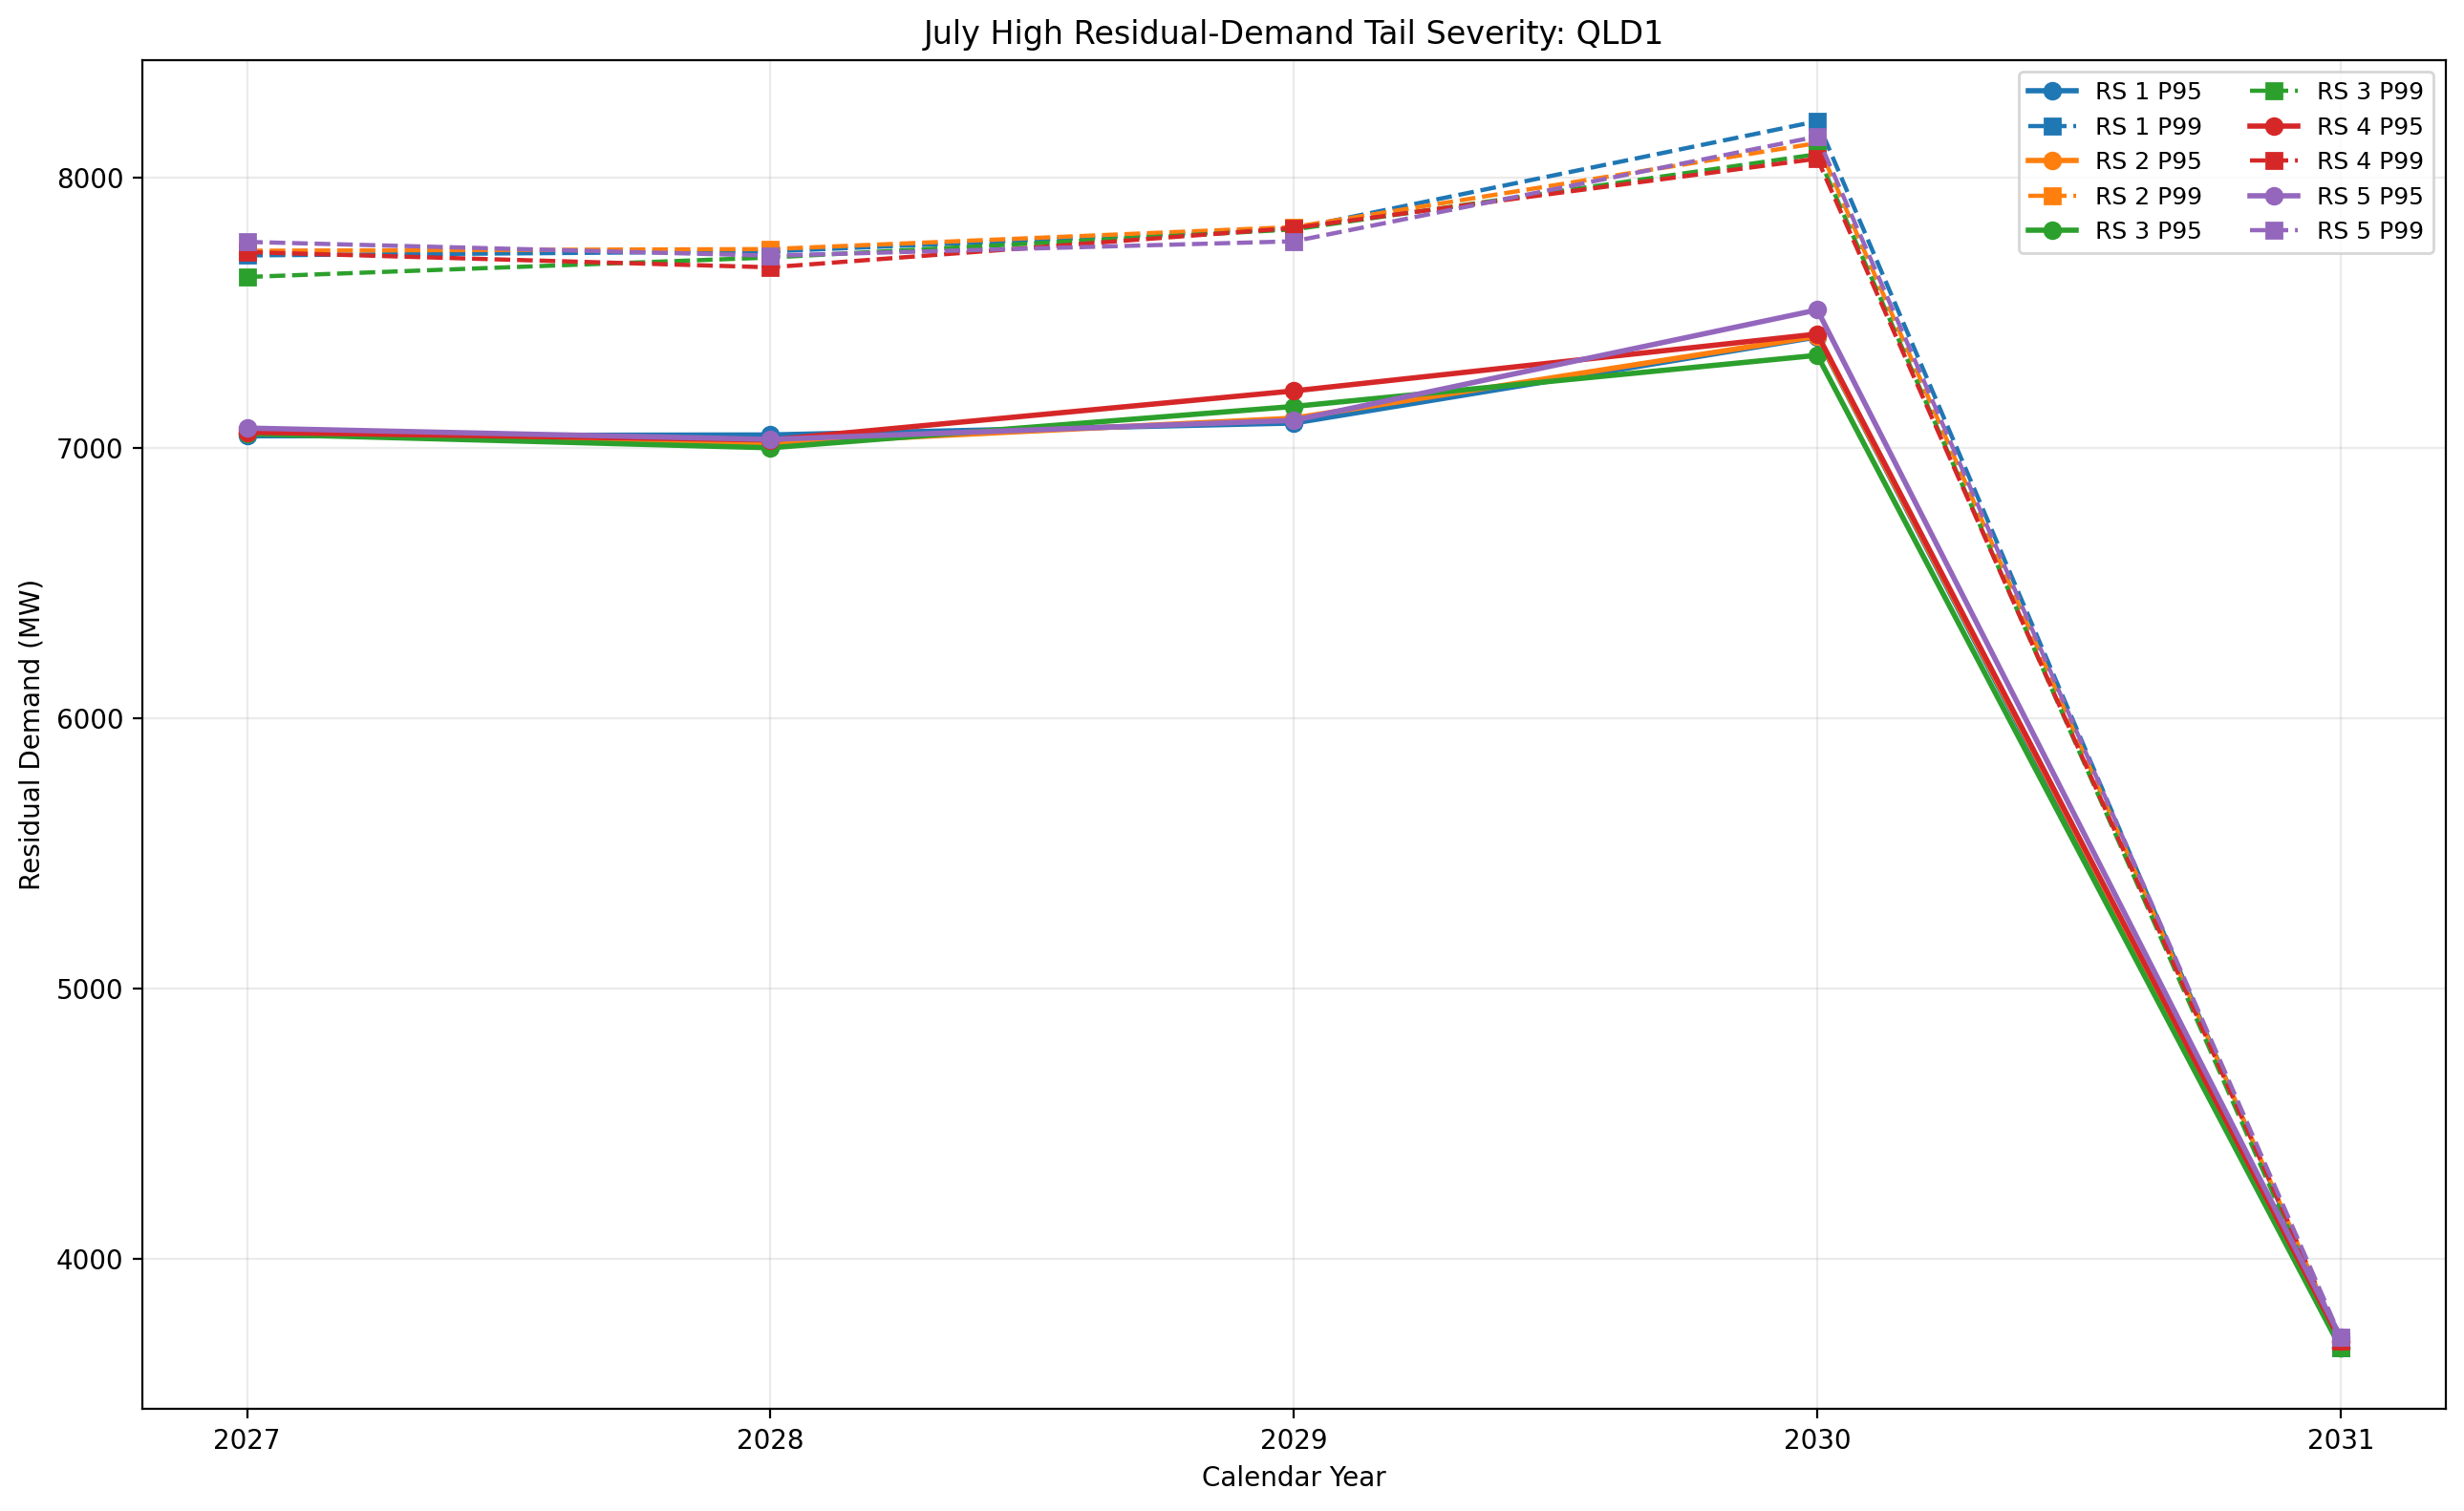 July High Residual-Demand Tail Severity: QLD1
RS 1 P95
RS 1 P99
RS 2 P95
RS 2 P99
RS 3 P95
RS 3 P99
RS 4 P95
RS 4 P99
RS 5 P95
RS 5 P99
Residual Demand (MW)
8000
7000
6000
5000
4000
2027
2028
2029
2030
2031
Calendar Year